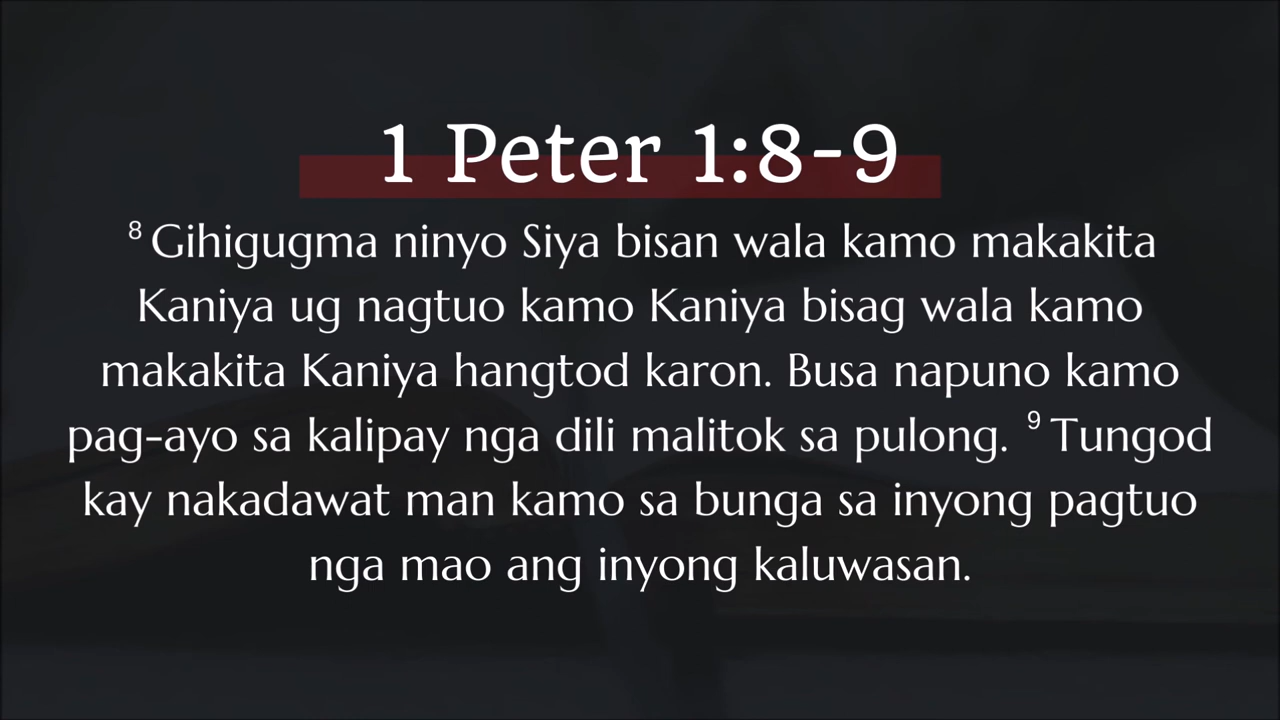 1 Peter 1:8-9
⁸ Gihigugma ninyo Siya bisan wala kamo makakita
Kaniya ug nagtuo kamo Kaniya bisag wala kamo
makakita Kaniya hangtod karon. Busa napuno kamo
pag-ayo sa kalipay nga dili malitok sa pulong. ⁹ Tungod
kay nakadawat man kamo sa bunga sa inyong pagtuo
nga mao ang inyong kaluwasan.